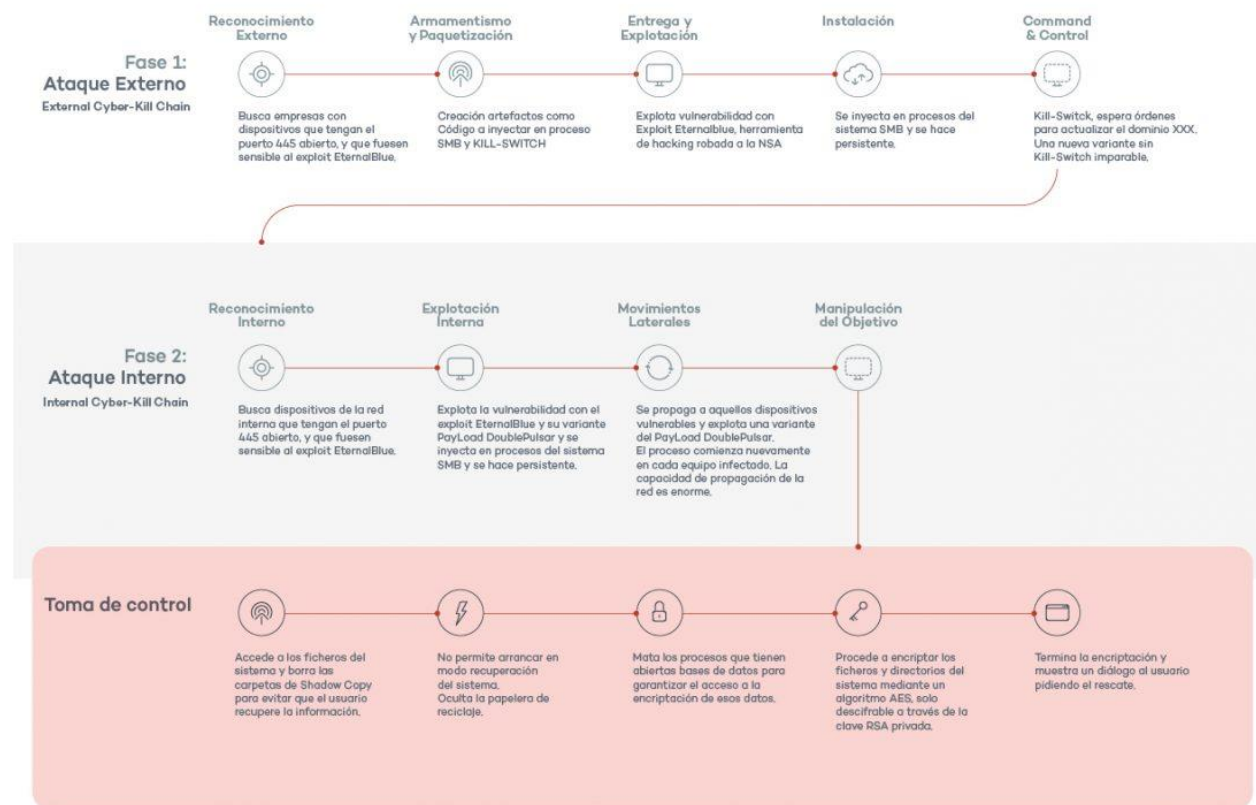 Fase 1:
Ataque Externo
External Cyber-Kill Chain
Reconocimiento
Externo
Busca empresas con
dispositivos que tengan el
puerto 445 abierto, y que fuesen
sensible al exploit EternalBlue.
Armamentismo
y Paquetización
Creación artefactos como
Código a inyectar en proceso
SMB y KILL-SWITCH
Entrega y
Explotación
Explota vulnerabilidad con
Exploit Eternalblue, herramienta
de hacking robada a la NSA
Instalación
Se inyecta en procesos del
sistema SMB y se hace
persistente.
Command
& Control
Kill-Switck, espera órdenes
para actualizar el dominio XXX.
Una nueva variante sin
Kill-Switch imparable.
Fase 2:
Ataque Interno
Internal Cyber-Kill Chain
Reconocimiento
Interno
Busca dispositivos de la red
interna que tengan el puerto
445 abierto, y que fuesen
sensible al exploit EternalBlue.
Explotación
Interna
Explota la vulnerabilidad con el
exploit EternalBlue y su variante
PayLoad DoublePulsar y se
inyecta en procesos del sistema
SMB y se hace persistente.
Movimientos
Laterales
Se propaga a aquellos dispositivos
vulnerables y explota una variante
del PayLoad DoublePulsar.
El proceso comienza nuevamente
en cada equipo infectado. La
capacidad de propagación de la
red es enorme.
Manipulación
del Objetivo
Toma de control
Accede a los ficheros del
sistema y borra las
carpetas de Shadow Copy
para evitar que el usuario
recupere la información.
No permite arrancar en
modo recuperación
del sistema.
Oculta la papelera de
reciclaje.
Mata los procesos que tienen
abiertas bases de datos para
garantizar el acceso a la
encriptación de esos datos.
Procede a encriptar los
ficheros y directorios del
sistema mediante un
algoritmo AES, solo
descifrable a través de la
clave RSA privada.
Termina la encriptación y
muestra un diálogo al usuario
pidiendo el rescate.